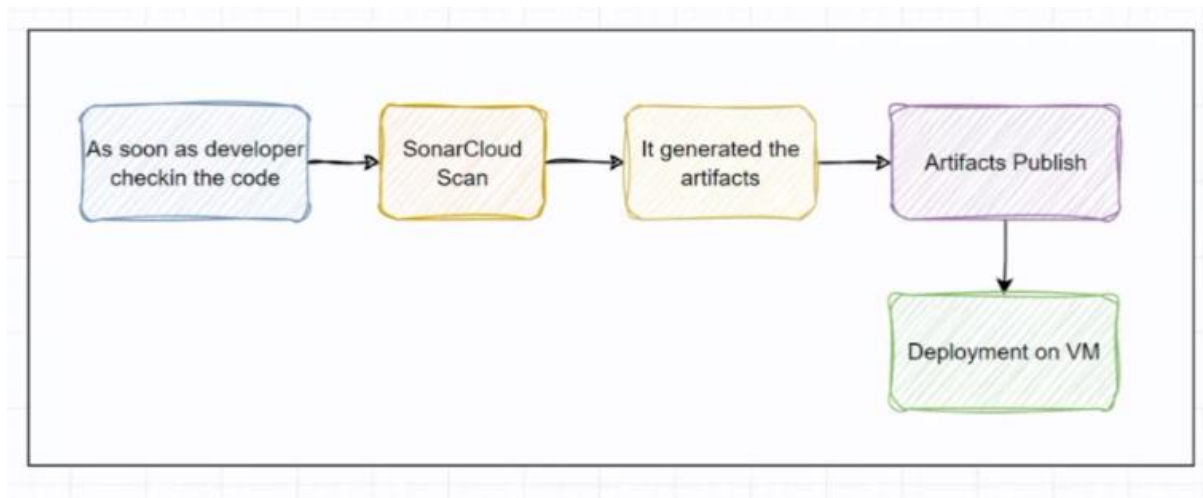 As soon as developer
checkin the code
SonarCloud
Scan
It generated the
artifacts
Artifacts Publish
Deployment on VM